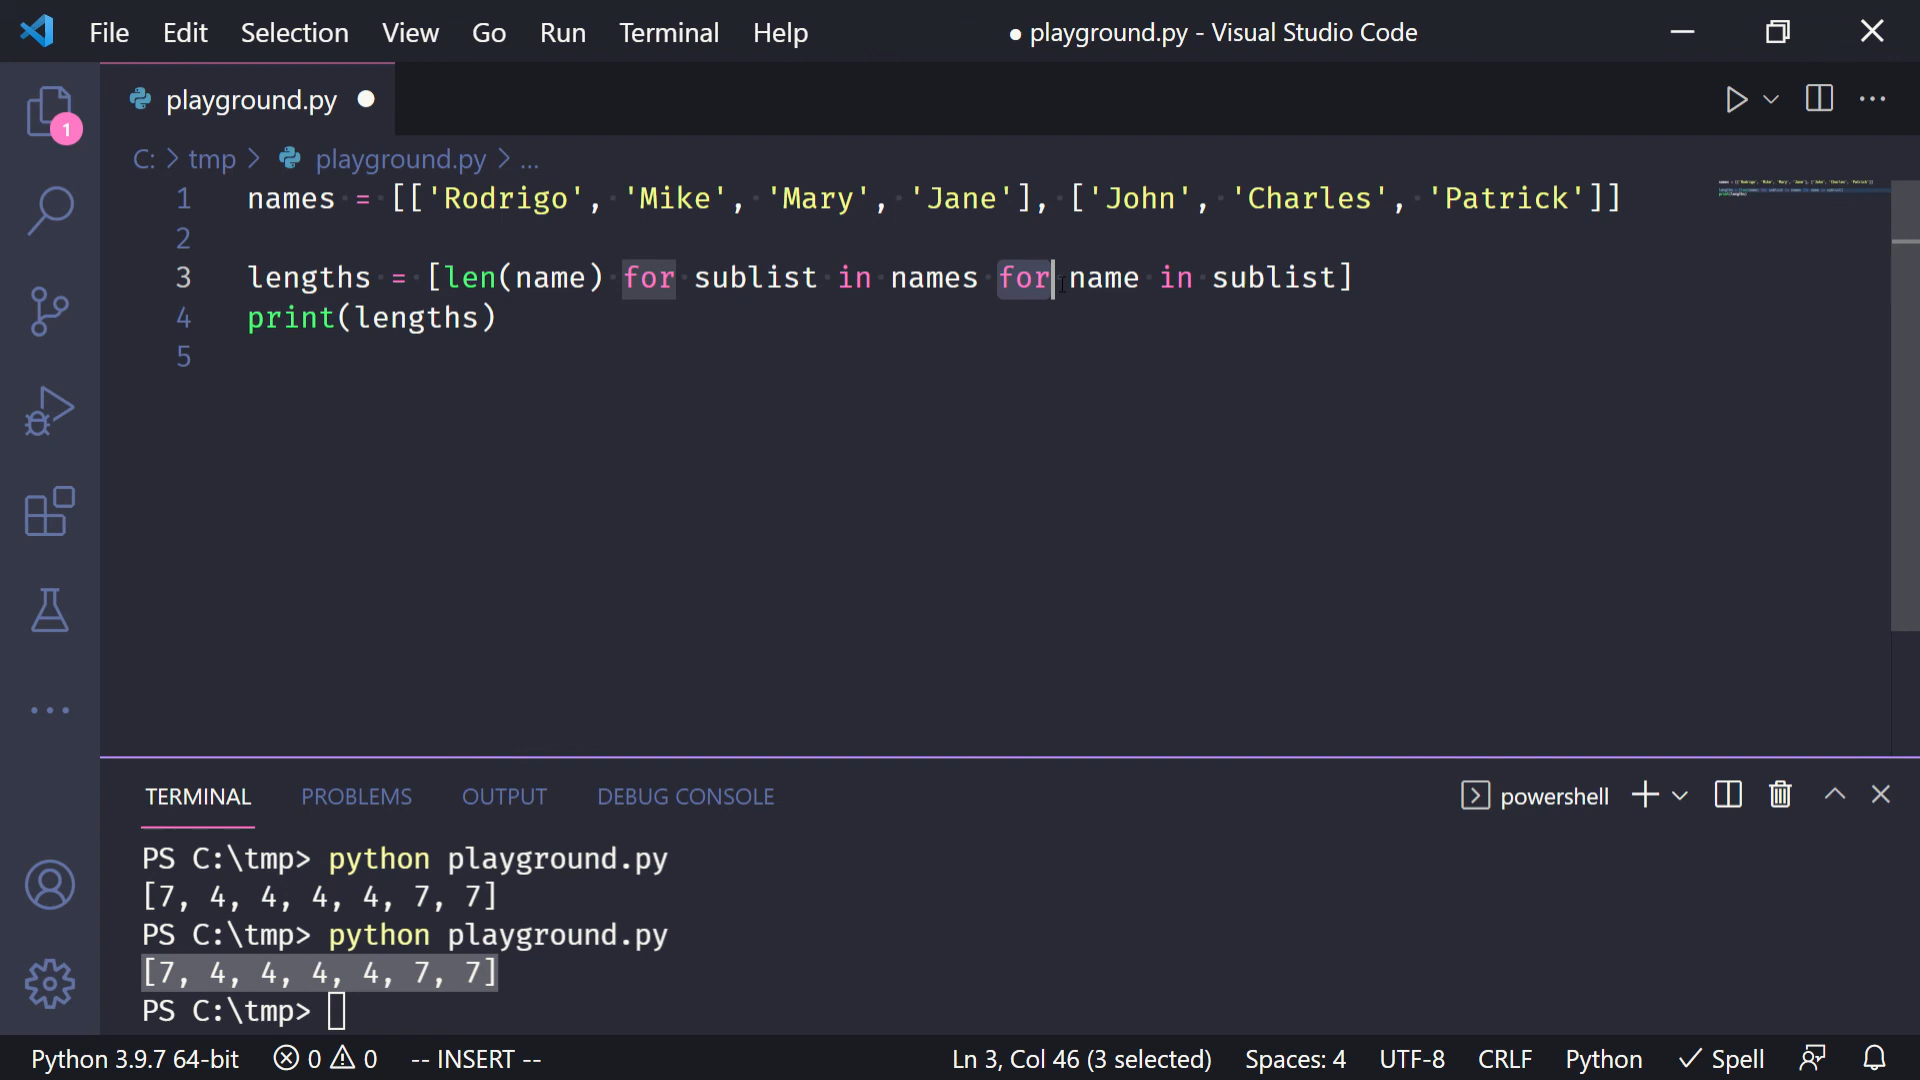 File Edit Selection View Go Run Terminal Help ● playground.py - Visual Studio Code
playground.py
1
C: > tmp > playground.py > ...
1 names = [['Rodrigo', 'Mike', 'Mary', 'Jane'], ['John', 'Charles', 'Patrick']]
2
3 lengths = [len(name) for sublist in names for name in sublist]
4 print(lengths)
5
TERMINAL PROBLEMS OUTPUT DEBUG CONSOLE powershell
PS C:\tmp> python playground.py
[7, 4, 4, 4, 4, 7, 7]
PS C:\tmp> python playground.py
[7, 4, 4, 4, 4, 7, 7]
PS C:\tmp>
Python 3.9.7 64-bit 0 0 -- INSERT -- Ln 3, Col 46 (3 selected) Spaces: 4 UTF-8 CRLF Python Spell